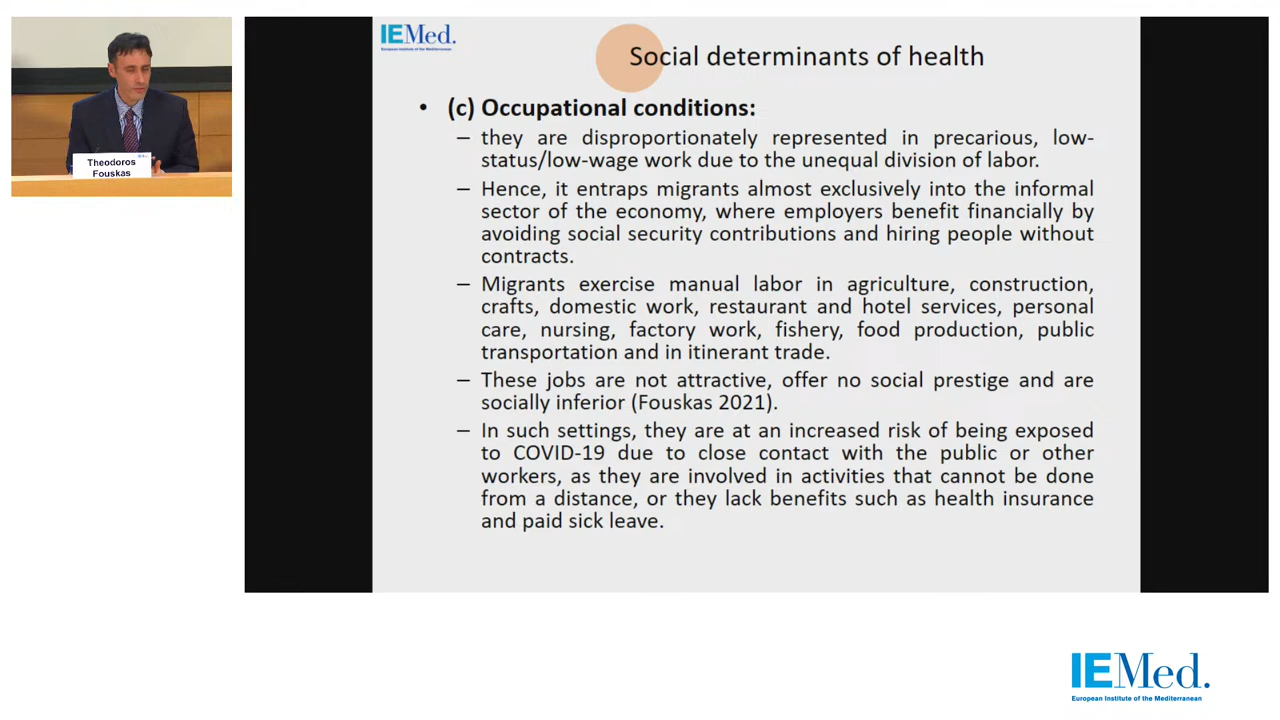 IEMed.
European Institute of the Mediterranean
Social determinants of health
Theodoros
Fouskas
• (c) Occupational conditions:
– they are disproportionately represented in precarious, low-
status/low-wage work due to the unequal division of labor.
– Hence, it entraps migrants almost exclusively into the informal
sector of the economy, where employers benefit financially by
avoiding social security contributions and hiring people without
contracts.
– Migrants exercise manual labor in agriculture, construction,
crafts, domestic work, restaurant and hotel services, personal
care, nursing, factory work, fishery, food production, public
transportation and in itinerant trade.
– These jobs are not attractive, offer no social prestige and are
socially inferior (Fouskas 2021).
– In such settings, they are at an increased risk of being exposed
to COVID-19 due to close contact with the public or other
workers, as they are involved in activities that cannot be done
from a distance, or they lack benefits such as health insurance
and paid sick leave.
IEMed.
European Institute of the Mediterranean